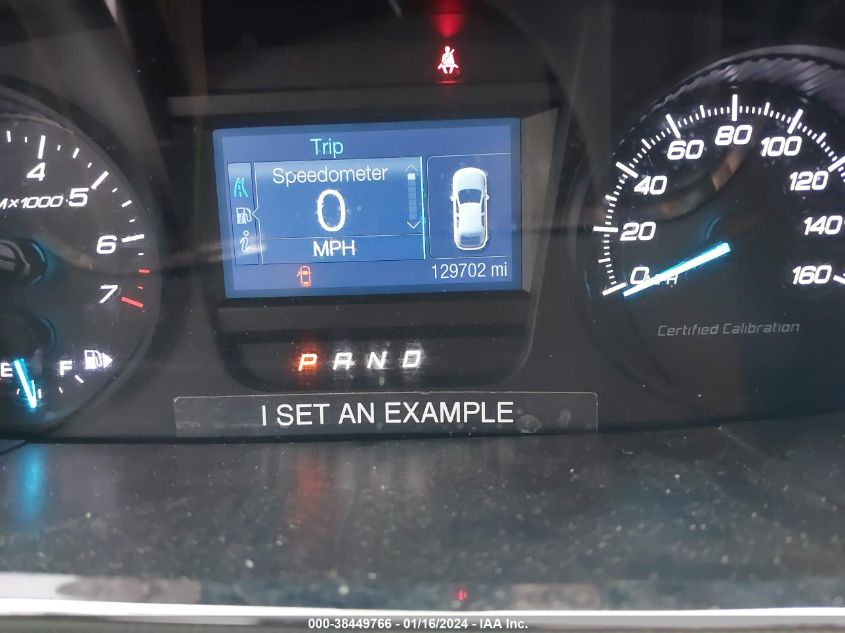 Trip
Speedometer
0
MPH
129702 mi
4
x1000
5
6
7
E
F
0
20
40
60
80
100
120
140
160
Certified Calibration
P R N D
I SET AN EXAMPLE
000-38449766 - 01/16/2024 - IAA Inc.